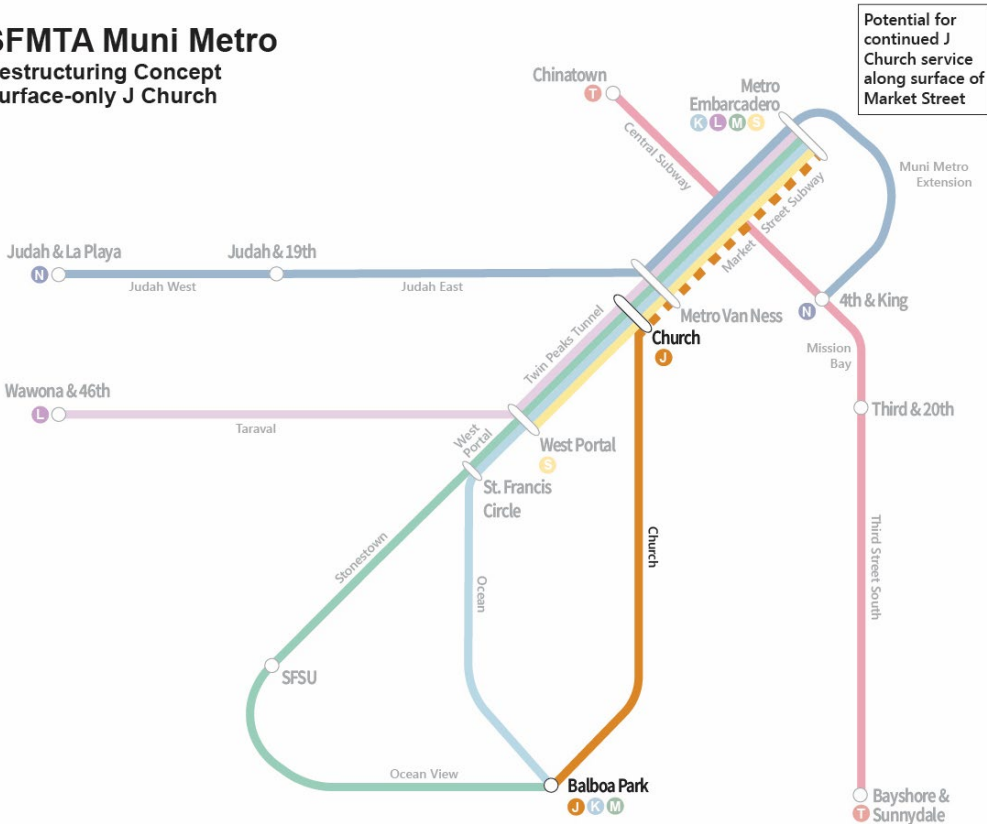 SFMTA Muni Metro
estructuring Concept
urface-only J Church
Potential for
continued J
Church service
along surface of
Market Street
Chinatown
T
Metro
Embarcadero
K L M S
Central Subway
Muni Metro
Extension
Market Street Subway
Judah & La Playa
N
Judah & 19th
Judah West
Judah East
4th & King
N
Metro Van Ness
Church
J
Twin Peaks Tunnel
Mission
Bay
Wawona & 46th
L
Taraval
Third & 20th
West
Portal
West Portal
S
St. Francis
Circle
Stonestown
Ocean
Church
Third Street South
SFSU
Ocean View
Balboa Park
J K M
Bayshore &
T Sunnydale